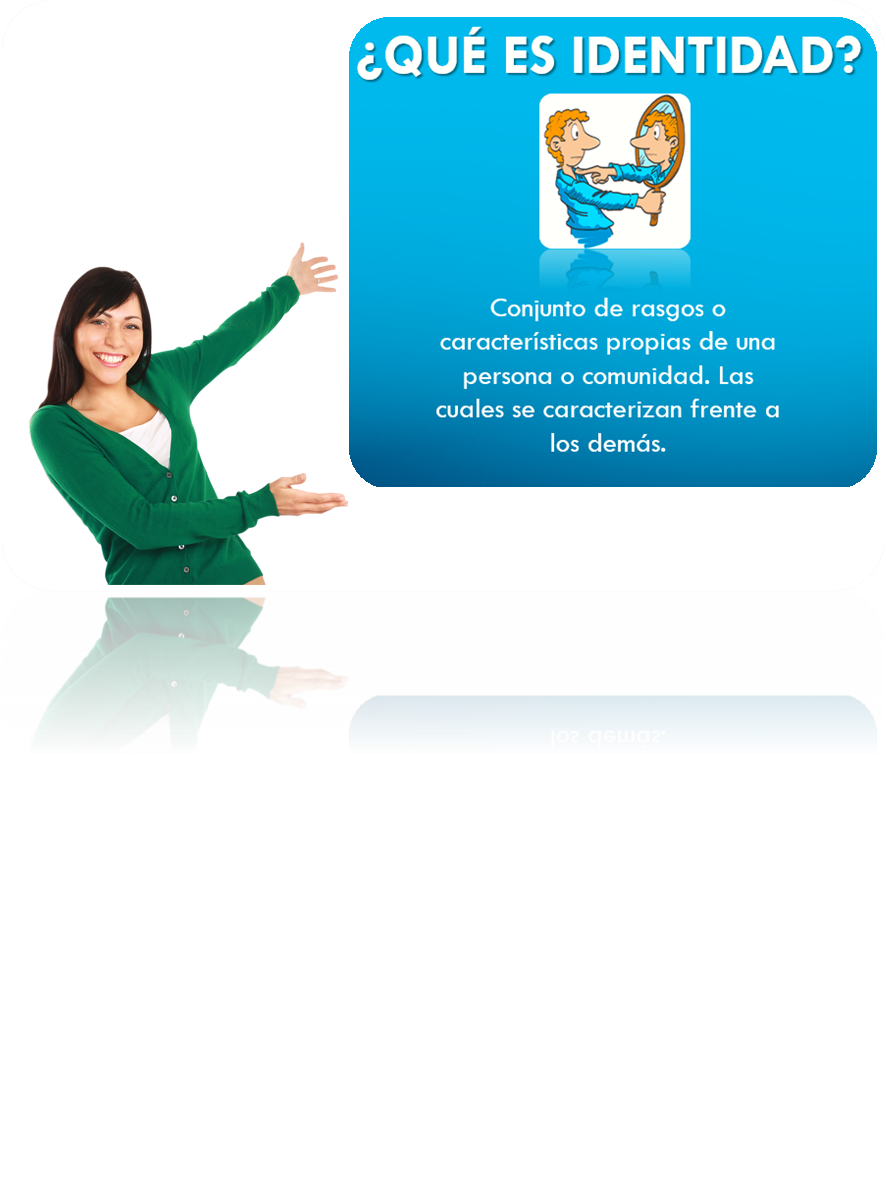 ¿QUÉ ES IDENTIDAD?
Conjunto de rasgos o
características propias de una
persona o comunidad. Las
cuales se caracterizan frente a
los demás.